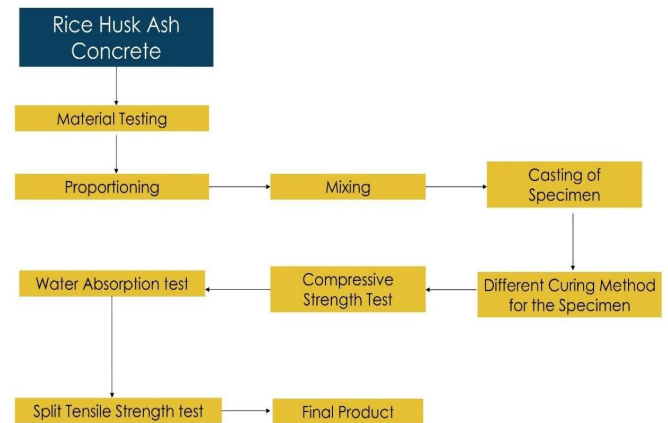 Rice Husk Ash
Concrete
Material Testing
Proportioning
Mixing
Casting of
Specimen
Different Curing Method
for the Specimen
Compressive
Strength Test
Water Absorption test
Split Tensile Strength test
Final Product